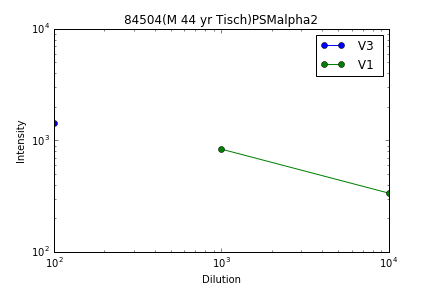 84504(M 44 yr Tisch)PSMalpha2
10^4
V3
V1
10^3
Intensity
10^2
10^2 10^3 10^4
Dilution